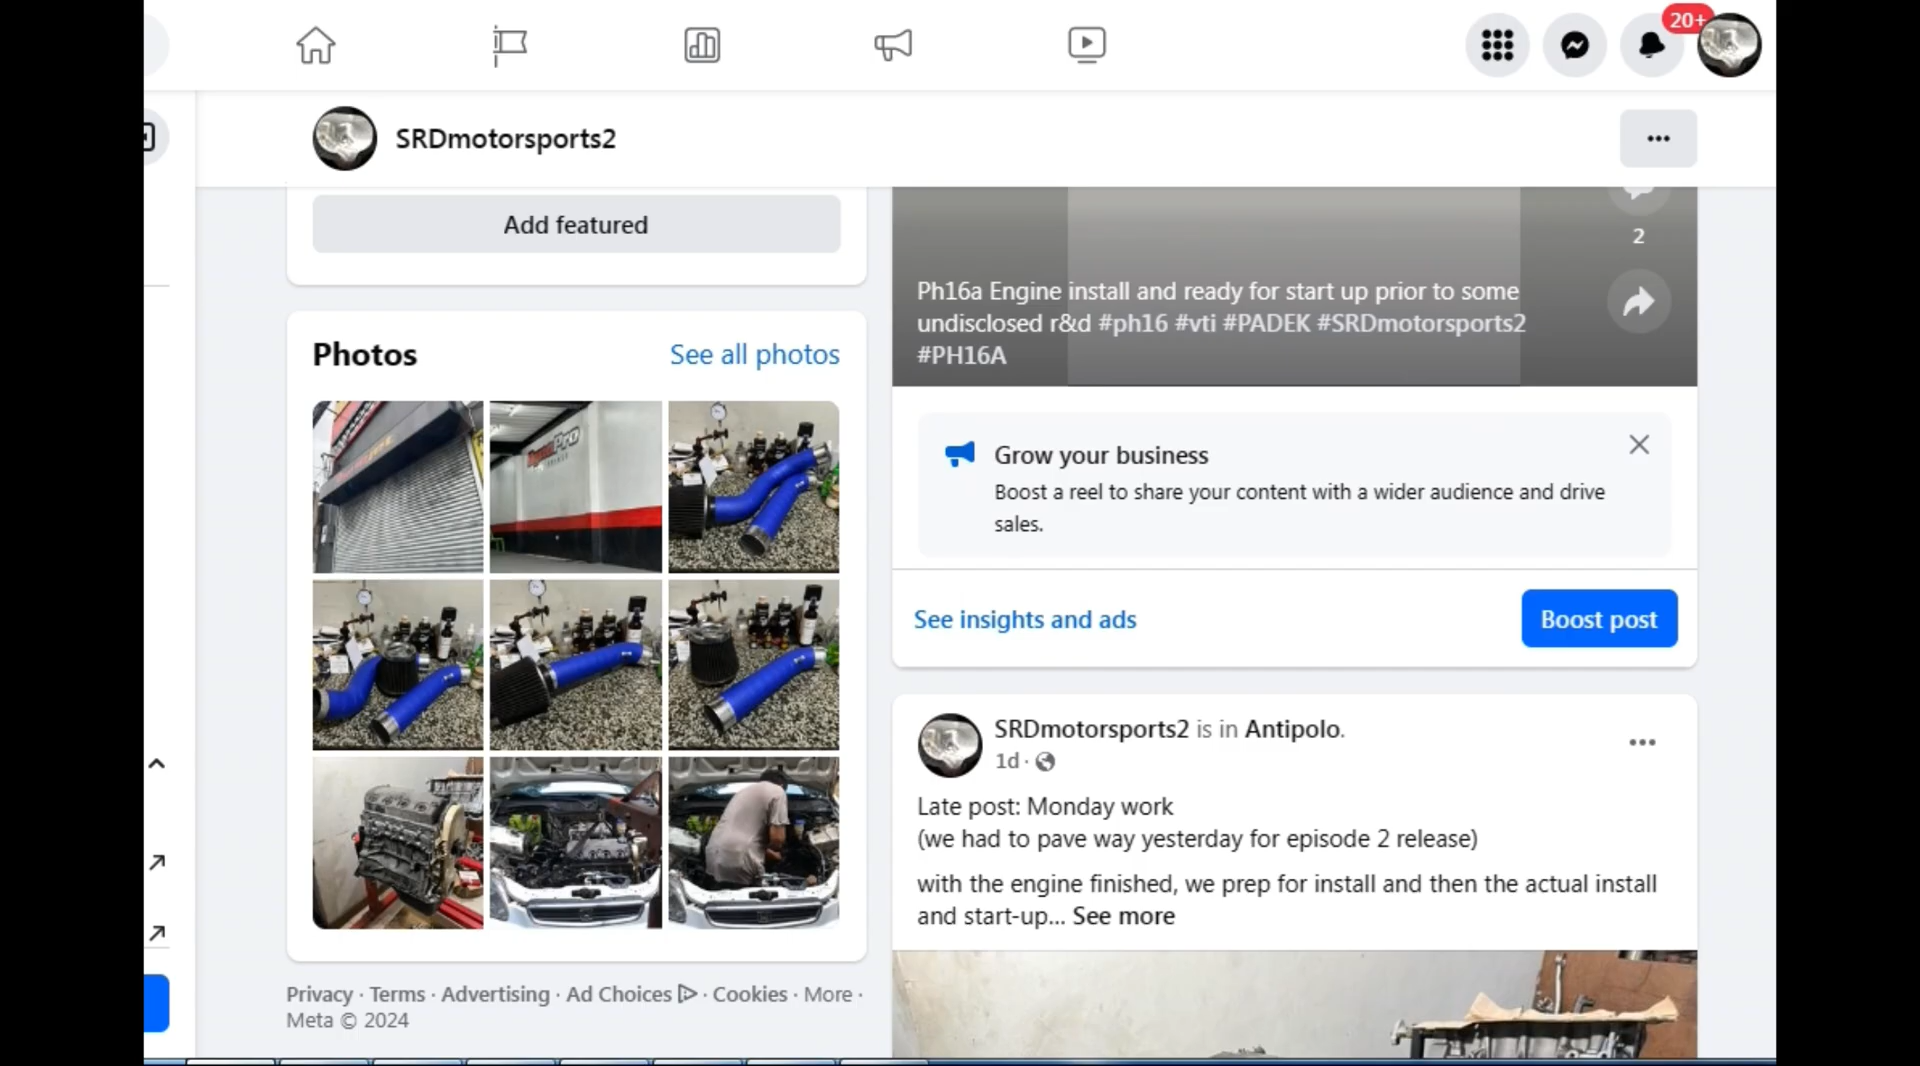 20+
SRDmotorsports2
Add featured
Photos
See all photos
2
Ph16a Engine install and ready for start up prior to some
undisclosed r&d #ph16 #vti #PADEK #SRDmotorsports2
#PH16A
Grow your business
Boost a reel to share your content with a wider audience and drive
sales.
See insights and ads
Boost post
SRDmotorsports2 is in Antipolo.
1d ·
Late post: Monday work
(we had to pave way yesterday for episode 2 release)
with the engine finished, we prep for install and then the actual install
and start-up... See more
Privacy · Terms · Advertising · Ad Choices · Cookies · More ·
Meta © 2024